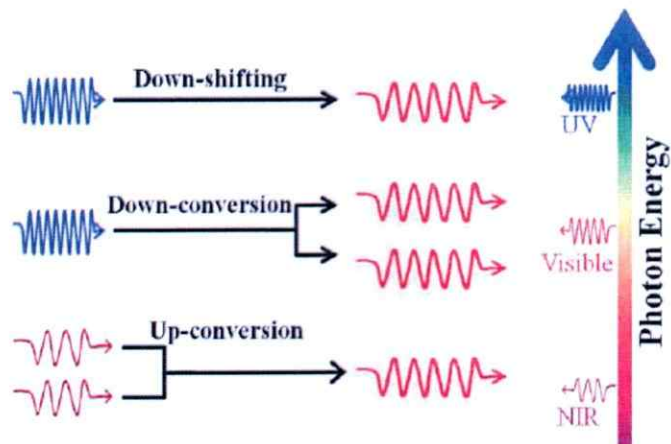 Down-shifting
UV
Down-conversion
Visible
Up-conversion
NIR
Photon Energy